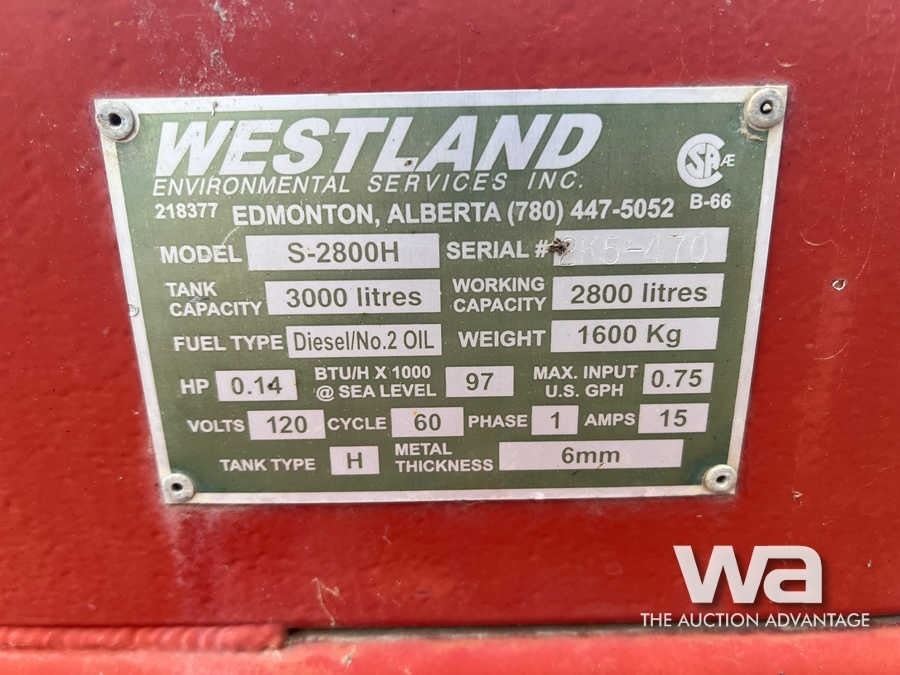 WESTLAND
ENVIRONMENTAL SERVICES INC.
SA Æ
218377 EDMONTON, ALBERTA (780) 447-5052 B-66
MODEL S-2800H SERIAL # 2K5-470
TANK CAPACITY 3000 litres WORKING CAPACITY 2800 litres
FUEL TYPE Diesel/No.2 OIL WEIGHT 1600 Kg
HP 0.14 BTU/H X 1000 @ SEA LEVEL 97 MAX. INPUT U.S. GPH 0.75
VOLTS 120 CYCLE 60 PHASE 1 AMPS 15
TANK TYPE H METAL THICKNESS 6mm
wa
THE AUCTION ADVANTAGE